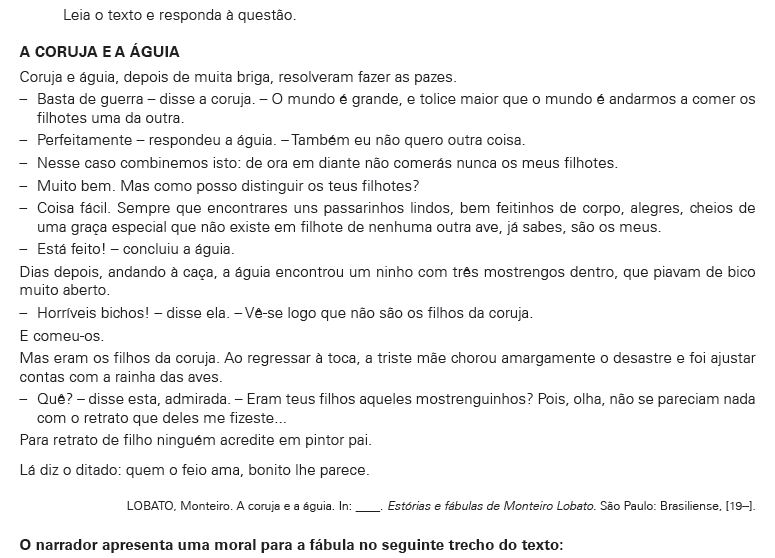 Leia o texto e responda à questão.
A CORUJA E A ÁGUIA
Coruja e águia, depois de muita briga, resolveram fazer as pazes.
– Basta de guerra – disse a coruja. – O mundo é grande, e tolice maior que o mundo é andarmos a comer os
filhotes uma da outra.
– Perfeitamente – respondeu a águia. – Também eu não quero outra coisa.
– Nesse caso combinemos isto: de ora em diante não comerás nunca os meus filhotes.
– Muito bem. Mas como posso distinguir os teus filhotes?
– Coisa fácil. Sempre que encontrares uns passarinhos lindos, bem feitinhos de corpo, alegres, cheios de
uma graça especial que não existe em filhote de nenhuma outra ave, já sabes, são os meus.
– Está feito! – concluiu a águia.
Dias depois, andando à caça, a águia encontrou um ninho com três mostrengos dentro, que piavam de bico
muito aberto.
– Horríveis bichos! – disse ela. – Vê-se logo que não são os filhos da coruja.
E comeu-os.
Mas eram os filhos da coruja. Ao regressar à toca, a triste mãe chorou amargamente o desastre e foi ajustar
contas com a rainha das aves.
– Quê? – disse esta, admirada. – Eram teus filhos aqueles mostrenguinhos? Pois, olha, não se pareciam nada
com o retrato que deles me fizeste...
Para retrato de filho ninguém acredite em pintor pai.
Lá diz o ditado: quem o feio ama, bonito lhe parece.
LOBATO, Monteiro. A coruja e a águia. In: ____. Estórias e fábulas de Monteiro Lobato. São Paulo: Brasiliense, [19–].
O narrador apresenta uma moral para a fábula no seguinte trecho do texto: